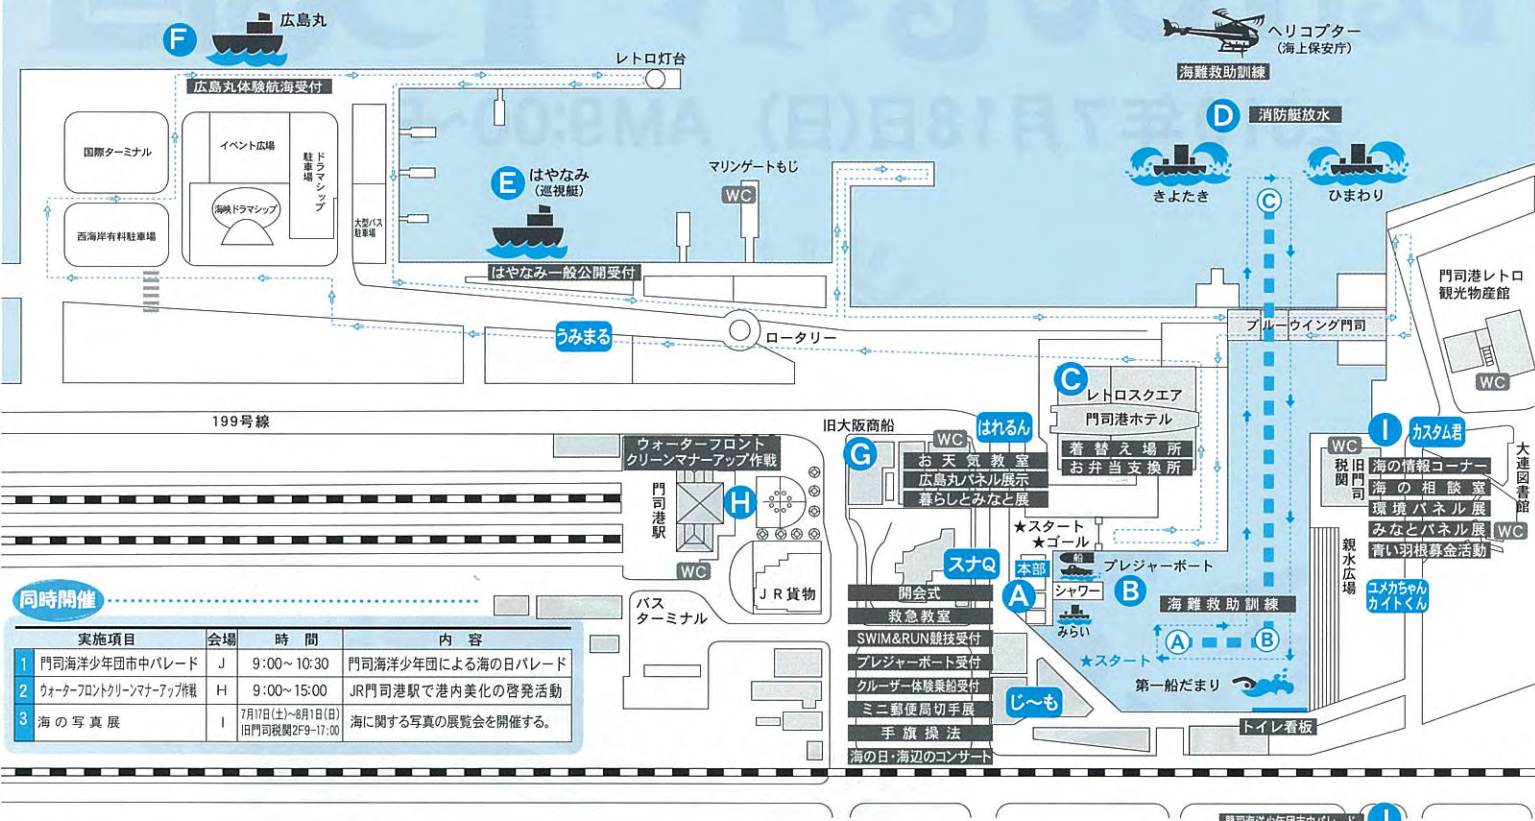 F
広島丸
広島丸体験航海受付
レトロ灯台
ヘリコプター
(海上保安庁)
海難救助訓練
D
消防艇放水
きよたき
ひまわり
C
国際ターミナル
イベント広場
ドラマシップ
駐車場
海峡ドラマシップ
西海岸有料駐車場
大型バス
駐車場
E
はやなみ
(巡視艇)
はやなみ一般公開受付
マリンゲートもじ
WC
門司港レトロ
観光物産館
WC
ブルーウイング門司
うみまる
ロータリー
C
レトロスクエア
門司港ホテル
着替え場所
お弁当支換所
199号線
旧大阪商船
G
WC
はれるん
お天気教室
広島丸パネル展示
暮らしとみなと展
ウォーターフロント
クリーンマナーアップ作戦
門司港駅
H
WC
JR貨物
バス
ターミナル
I
カスタム君
WC
旧門司
税関
海の情報コーナー
海の相談室
環境パネル展
みなとパネル展
WC
青い羽根募金活動
大連図書館
親水広場
ユメカちゃん
カイトくん
★スタート
★ゴール
スナQ
本部
A
船
プレジャーポート
シャワー
みらい
B
海難救助訓練
A
B
★スタート
第一船だまり
トイレ看板
開会式
救急教室
SWIM&RUN競技受付
プレジャーボート受付
クルーザー体験乗船受付
ミニ郵便局切手展
手旗操法
海の日・海辺のコンサート
じ〜も
同時開催
実施項目 会場 時間 内容
1 門司海洋少年団市中パレード J 9:00~10:30 門司海洋少年団による海の日パレード
2 ウォーターフロントクリーンマナーアップ作戦 H 9:00~15:00 JR門司港駅で港内美化の啓発活動
3 海の写真展 I 7月17日(土)~8月1日(日) 旧門司税関2F9-17:00 海に関する写真の展覧会を開催する。
門司海洋少年団市中パレード
J